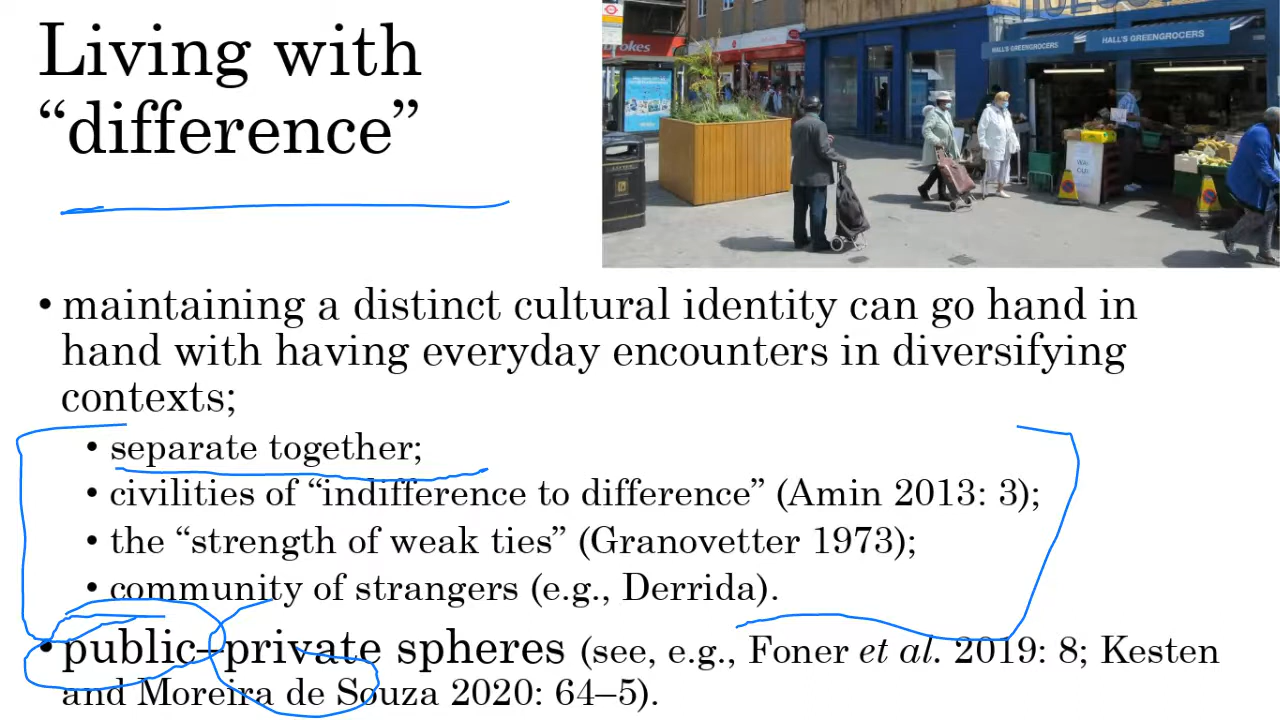 Living with
“difference”
okes
HALL'S GREENGROCERS
HALL'S GREENGROCERS
WAY
OUT
• maintaining a distinct cultural identity can go hand in
hand with having everyday encounters in diversifying
contexts;
• separate together;
• civilities of “indifference to difference” (Amin 2013: 3);
• the “strength of weak ties” (Granovetter 1973);
• community of strangers (e.g., Derrida).
• public–private spheres (see, e.g., Foner et al. 2019: 8; Kesten
and Moreira de Souza 2020: 64–5).